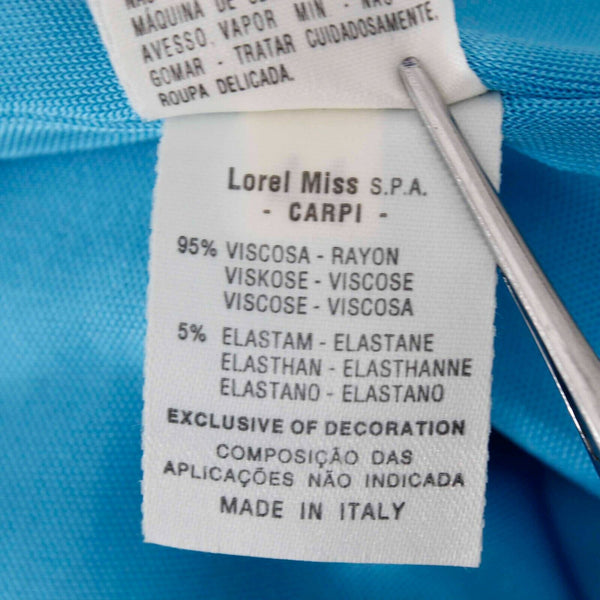 MÁQUINA DE
AVESSO. VAPOR MIN - NÃO
GOMAR - TRATAR CUIDADOSAMENTE.
ROUPA DELICADA.
Lorel Miss S.P.A.
- CARPI -
95% VISCOSA - RAYON
VISKOSE - VISCOSE
VISCOSE - VISCOSA
5% ELASTAM - ELASTANE
ELASTHAN - ELASTHANNE
ELASTANO - ELASTANO
EXCLUSIVE OF DECORATION
COMPOSIÇÃO DAS
APLICAÇÕES NÃO INDICADA
MADE IN ITALY